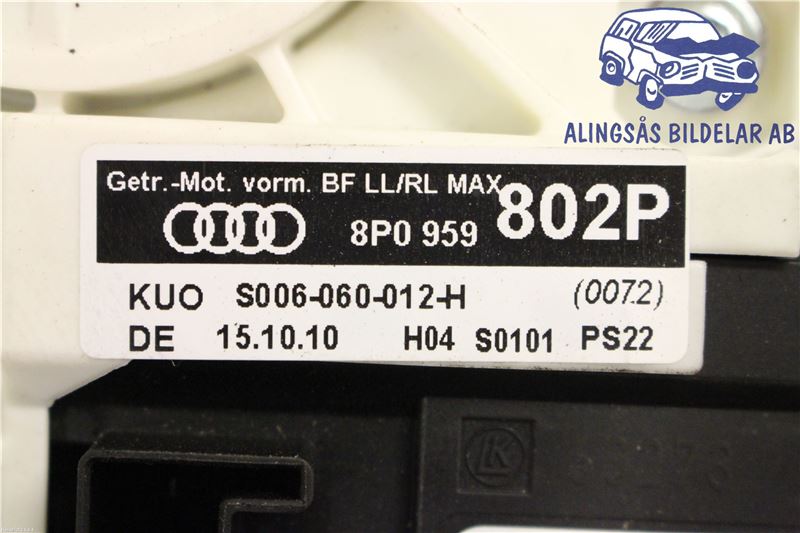 ALINGSÅS BILDELAR AB
Getr.-Mot. vorm. BF LL/RL MAX
8P0 959 802P
KUO S006-060-012-H (0072)
DE 15.10.10 H04 S0101 PS22
LK